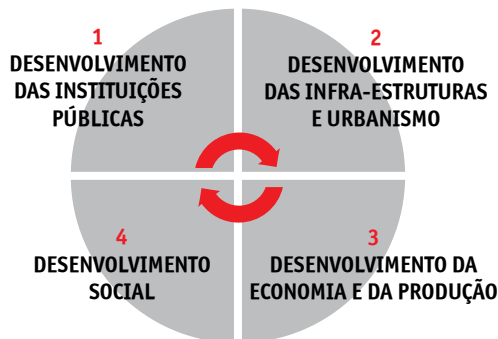 1
DESENVOLVIMENTO
DAS INSTITUIÇÕES
PÚBLICAS
2
DESENVOLVIMENTO
DAS INFRA-ESTRUTURAS
E URBANISMO
4
DESENVOLVIMENTO
SOCIAL
3
DESENVOLVIMENTO DA
ECONOMIA E DA PRODUÇÃO